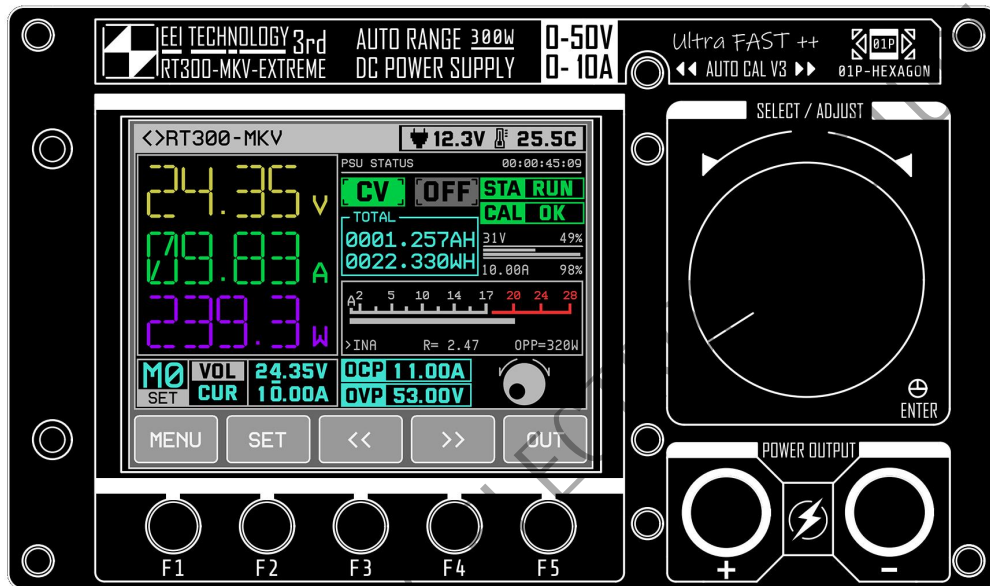 EEI TECHNOLOGY 3rd
RT300-MKV-EXTREME
AUTO RANGE 300W
DC POWER SUPPLY
0-50V
0-10A
Ultra FAST ++
AUTO CAL V3
01P
01P-HEXAGON
SELECT / ADJUST
<>RT300-MKV
12.3V 25.5C
24.35 V
09.83 A
239.3 W
PSU STATUS 00:00:45:09
CV OFF STA RUN
CAL OK
TOTAL
0001.257AH
0022.330WH
31V 49%
10.00A 98%
A 2 5 10 14 17 20 24 28
>INA R= 2.47 OPP=320W
M0 VOL 24.35V
SET CUR 10.00A
OCP 11.00A
OVP 53.00V
MENU SET << >> OUT
ENTER
POWER OUTPUT
F1 F2 F3 F4 F5
+ -